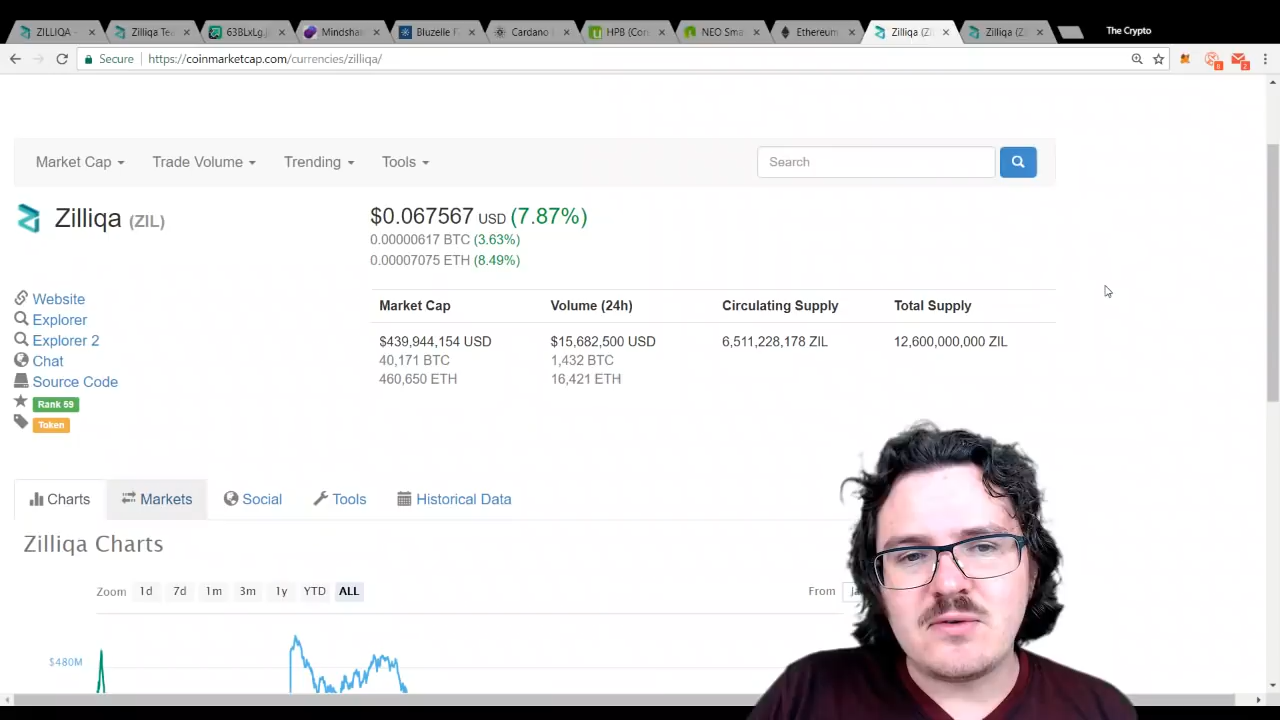 ZILLIQA -
Zilliqa Te
63BLxLg.j
Mindsha
Bluzelle F
Cardano
HPB (Con
NEO Sma
Ethereum
Zilliqa (Z
Zilliqa (Z
The Crypto
Secure
https://coinmarketcap.com/currencies/zilliqa/
Market Cap
Trade Volume
Trending
Tools
Search
Zilliqa (ZIL)
$0.067567 USD (7.87%)
0.00000617 BTC (3.63%)
0.00007075 ETH (8.49%)
Website
Explorer
Explorer 2
Chat
Source Code
Rank 59
Token
Market Cap
Volume (24h)
Circulating Supply
Total Supply
$439,944,154 USD
$15,682,500 USD
6,511,228,178 ZIL
12,600,000,000 ZIL
40,171 BTC
1,432 BTC
460,650 ETH
16,421 ETH
Charts
Markets
Social
Tools
Historical Data
Zilliqa Charts
Zoom
1d
7d
1m
3m
1y
YTD
ALL
From
$480M